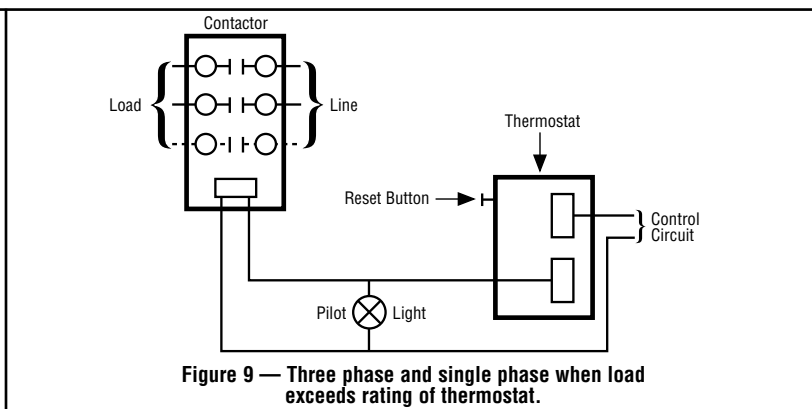 Contactor
Load
Line
Thermostat
Reset Button
Control
Circuit
Pilot Light
Figure 9 — Three phase and single phase when load
exceeds rating of thermostat.